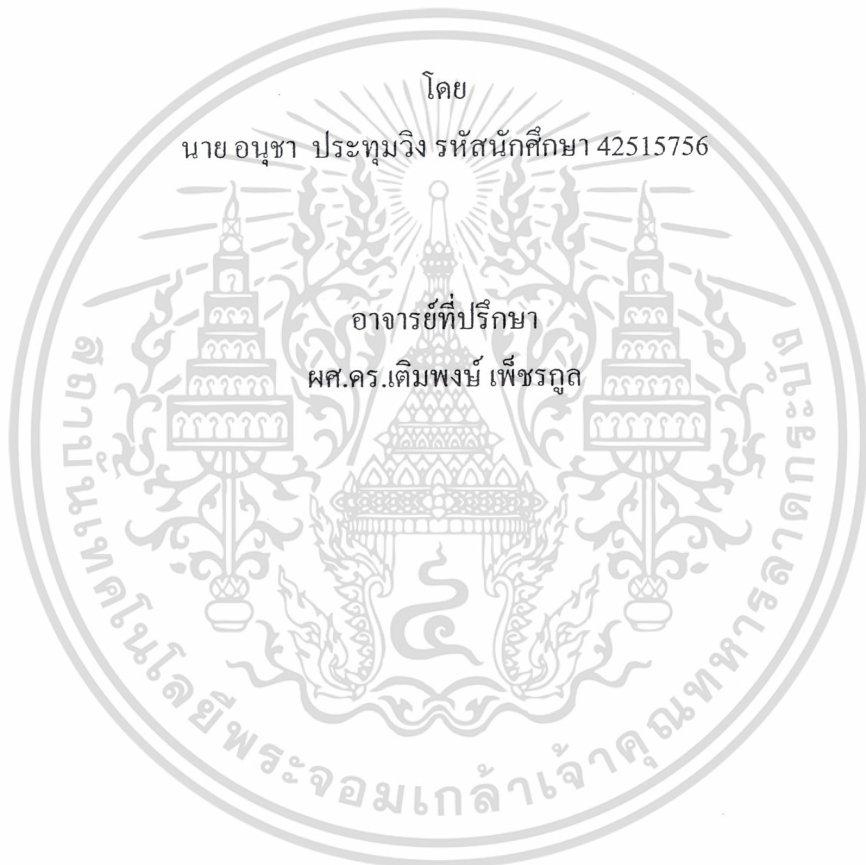 โดย
นาย อนุชา ประทุมวิง รหัสนักศึกษา 42515756
อาจารย์ที่ปรึกษา
ผศ.ดร.เติมพงษ์ เพ็ชรกูล
สถาบันเทคโนโลยีพระจอมเกล้าเจ้าคุณทหารลาดกระบัง
๔